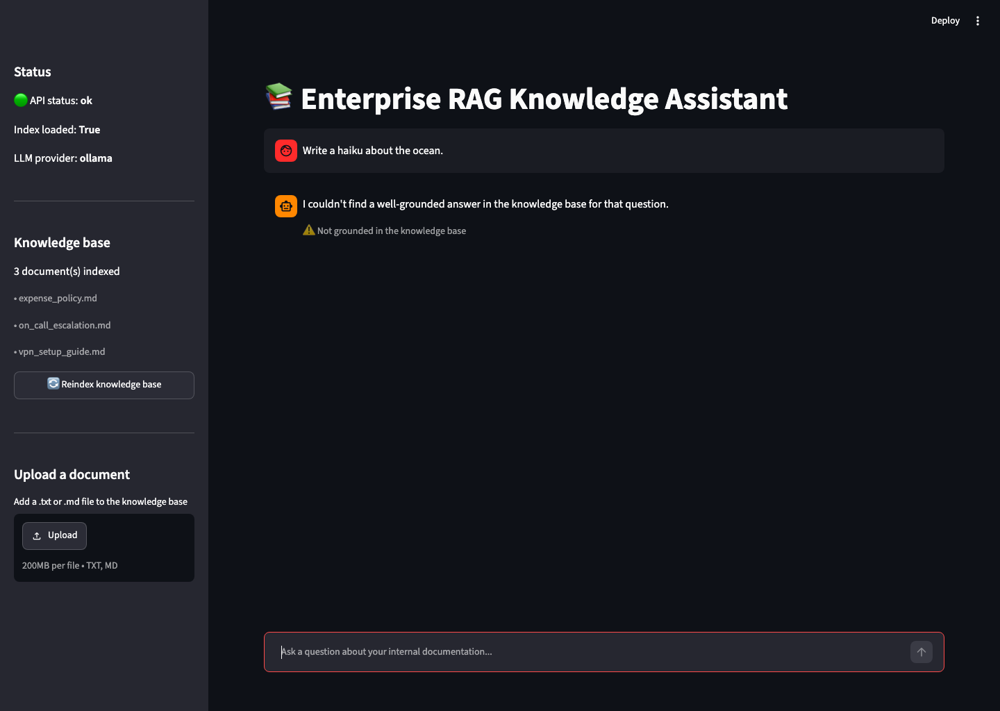 Deploy
Status
API status: ok
Index loaded: True
LLM provider: ollama
Knowledge base
3 document(s) indexed
• expense_policy.md
• on_call_escalation.md
• vpn_setup_guide.md
Reindex knowledge base
Upload a document
Add a .txt or .md file to the knowledge base
Upload
200MB per file • TXT, MD
Enterprise RAG Knowledge Assistant
Write a haiku about the ocean.
I couldn't find a well-grounded answer in the knowledge base for that question.
Not grounded in the knowledge base
Ask a question about your internal documentation...